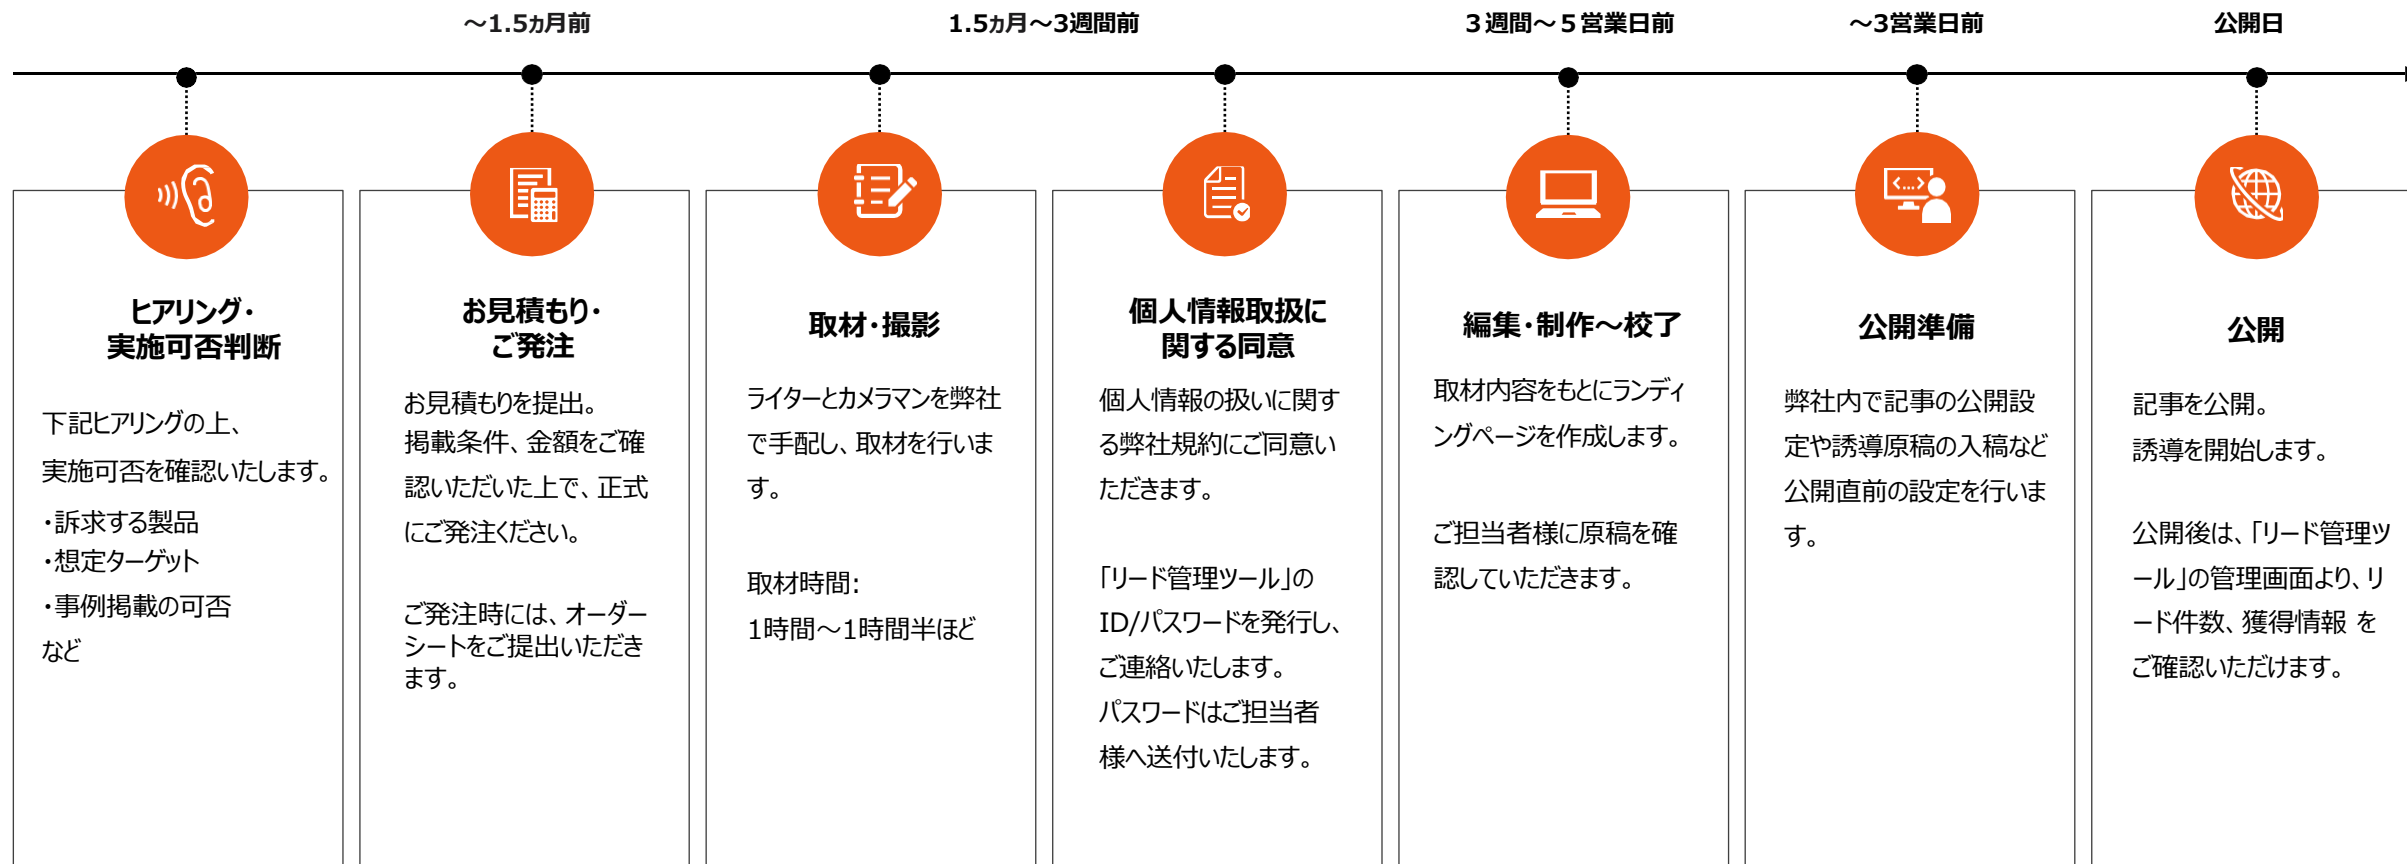 ～1.5ヵ月前
1.5ヵ月～3週間前
３週間～５営業日前
～3営業日前
公開日
ヒアリング・
実施可否判断
下記ヒアリングの上、
実施可否を確認いたします。
・訴求する製品
・想定ターゲット
・事例掲載の可否
など
お見積もり・
ご発注
お見積もりを提出。
掲載条件、金額をご確
認いただいた上で、正式
にご発注ください。
ご発注時には、オーダー
シートをご提出いただき
ます。
取材・撮影
ライターとカメラマンを弊社
で手配し、取材を行いま
す。
取材時間:
1時間～1時間半ほど
個人情報取扱に
関する同意
個人情報の扱いに関す
る弊社規約にご同意い
ただきます。
「リード管理ツール」の
ID/パスワードを発行し、
ご連絡いたします。
パスワードはご担当者
様へ送付いたします。
編集・制作～校了
取材内容をもとにランディ
ングページを作成します。
ご担当者様に原稿を確
認していただきます。
<...>
公開準備
弊社内で記事の公開設
定や誘導原稿の入稿など
公開直前の設定を行いま
す。
公開
記事を公開。
誘導を開始します。
公開後は、「リード管理ツ
ール」の管理画面より、リ
ード件数、獲得情報 を
ご確認いただけます。